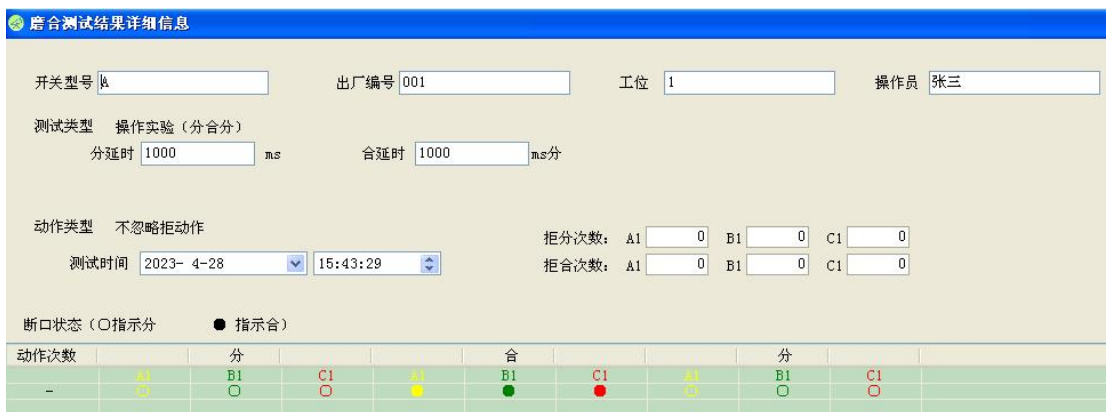 磨合测试结果详细信息
开关型号 A 出厂编号 001 工位 1 操作员 张三
测试类型 操作实验（分合分）
分延时 1000 ms 合延时 1000 ms分
动作类型 不忽略拒动作
拒分次数： A1 0 B1 0 C1 0
测试时间 2023- 4-28 15:43:29
拒合次数： A1 0 B1 0 C1 0
断口状态（○指示分 ● 指示合）
动作次数 分 合 分
A1 B1 C1 A1 B1 C1 A1 B1 C1
－ ○ ○ ○ ● ● ● ○ ○ ○